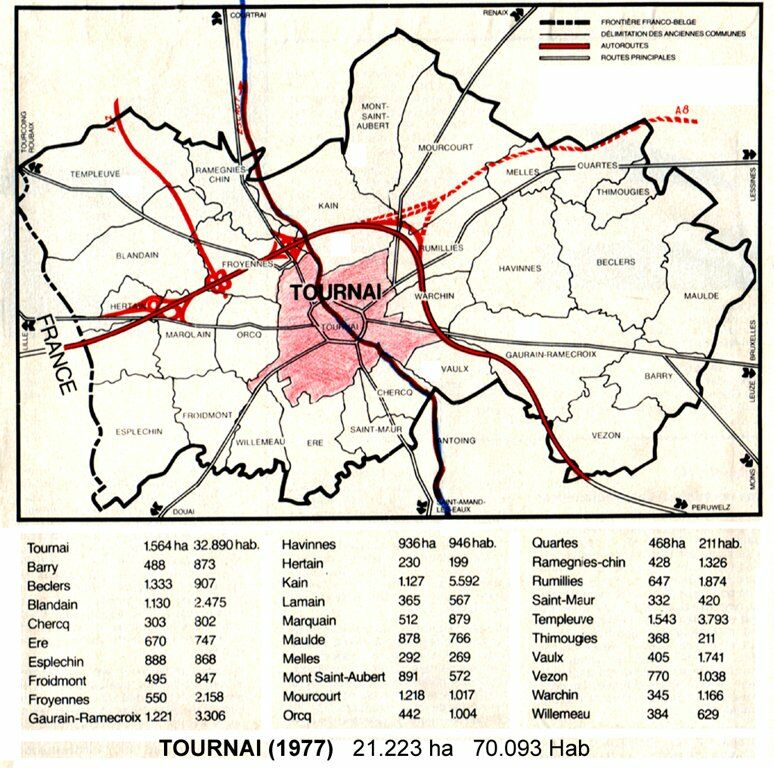 COURTRAI
RENAIX
FRONTIÈRE FRANCO-BELGE
DÉLIMITATION DES ANCIENNES COMMUNES
AUTOROUTES
ROUTES PRINCIPALES
TOURCOING
ROUBAIX
MONT-
SAINT-
AUBERT
A8
MOURCOURT
TEMPLEUVE
RAMEGNIES
CHIN
MELLES
QUARTES
THIMOUGIES
LESSINES
KAIN
BLANDAIN
FROYENNES
RUMILLIES
HAVINNES
BECLERS
MAULDE
TOURNAI
WARCHIN
HERTAIN
TOURNAI
MARQLAIN
ORCQ
LILLE
FRANCE
GAURAIN-RAMECROIX
BRUXELLES
LEUZE
VAULX
BARRY
CHERCQ
FROIDMONT
ESPLECHIN
WILLEMEAU
ERE
SAINT-MAUR
ANTOING
VEZON
MONS
DOUAI
SAINT-AMAND-
LES-EAUX
PERUWELZ
Tournai 1.564 ha 32.890 hab.
Barry 488 873
Beclers 1.333 907
Blandain 1.130 2.475
Chercq 303 802
Ere 670 747
Esplechin 888 868
Froidmont 495 847
Froyennes 550 2.158
Gaurain-Ramecroix 1.221 3.306
Havinnes 936 ha 946 hab.
Hertain 230 199
Kain 1.127 5.592
Lamain 365 567
Marquain 512 879
Maulde 878 766
Melles 292 269
Mont Saint-Aubert 891 572
Mourcourt 1.218 1.017
Orcq 442 1.004
Quartes 468 ha 211 hab.
Ramegnies-chin 428 1.326
Rumillies 647 1.874
Saint-Maur 332 420
Templeuve 1.543 3.793
Thimougies 368 211
Vaulx 405 1.741
Vezon 770 1.038
Warchin 345 1.166
Willemeau 384 629
TOURNAI (1977) 21.223 ha 70.093 Hab